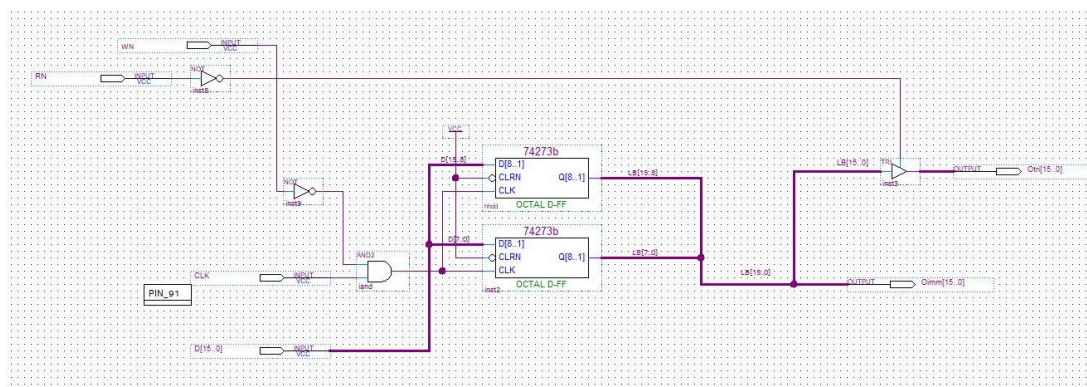 WN INPUT
VCC
RN INPUT
VCC
NOT
inst8
VCC
74273b
D[15..8] D[8..1]
CLRN Q[8..1] LB[15..8]
CLK
hhdd OCTAL D-FF
LB[15..0] TRI
inst3
OUTPUT Otri[15..0]
NOT
inst9
74273b
D[7..0] D[8..1]
CLRN Q[8..1] LB[7..0]
CLK
inst2 OCTAL D-FF
AND2
iand
CLK INPUT
VCC
PIN_91
LB[15..0] OUTPUT Oimm[15..0]
D[15..0] INPUT
VCC